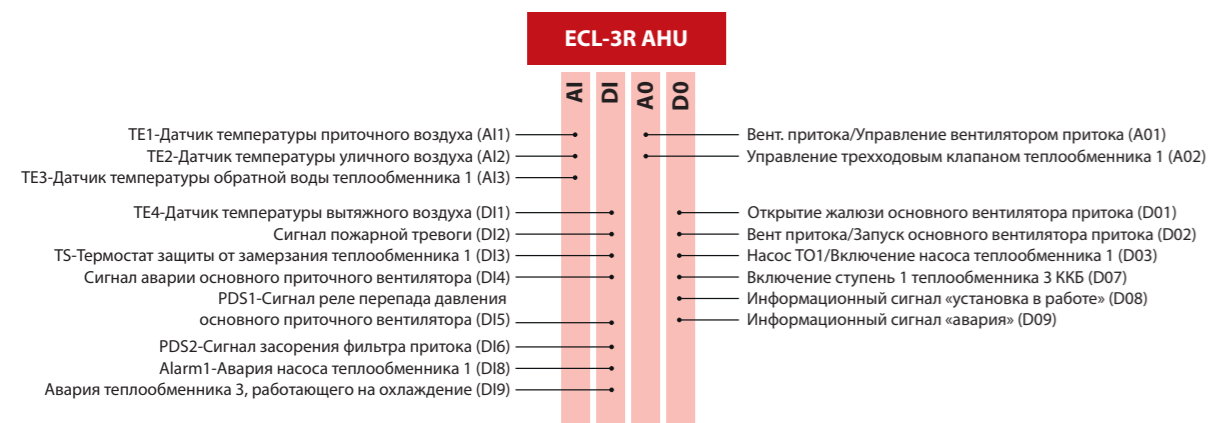 ECL-3R AHU
AI
DI
A0
D0
TE1-Датчик температуры приточного воздуха (AI1)
TE2-Датчик температуры уличного воздуха (AI2)
TE3-Датчик температуры обратной воды теплообменника 1 (AI3)
TE4-Датчик температуры вытяжного воздуха (DI1)
Сигнал пожарной тревоги (DI2)
TS-Термостат защиты от замерзания теплообменника 1 (DI3)
Сигнал аварии основного приточного вентилятора (DI4)
PDS1-Сигнал реле перепада давления
основного приточного вентилятора (DI5)
PDS2-Сигнал засорения фильтра притока (DI6)
Alarm1-Авария насоса теплообменника 1 (DI8)
Авария теплообменника 3, работающего на охлаждение (DI9)
Вент. притока/Управление вентилятором притока (A01)
Управление трехходовым клапаном теплообменника 1 (A02)
Открытие жалюзи основного вентилятора притока (D01)
Вент притока/Запуск основного вентилятора притока (D02)
Насос ТО1/Включение насоса теплообменника 1 (D03)
Включение ступень 1 теплообменника 3 ККБ (D07)
Информационный сигнал «установка в работе» (D08)
Информационный сигнал «авария» (D09)